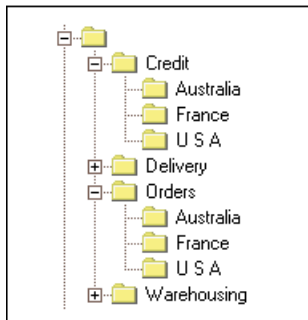 Credit
Australia
France
U S A
Delivery
Orders
Australia
France
U S A
Warehousing